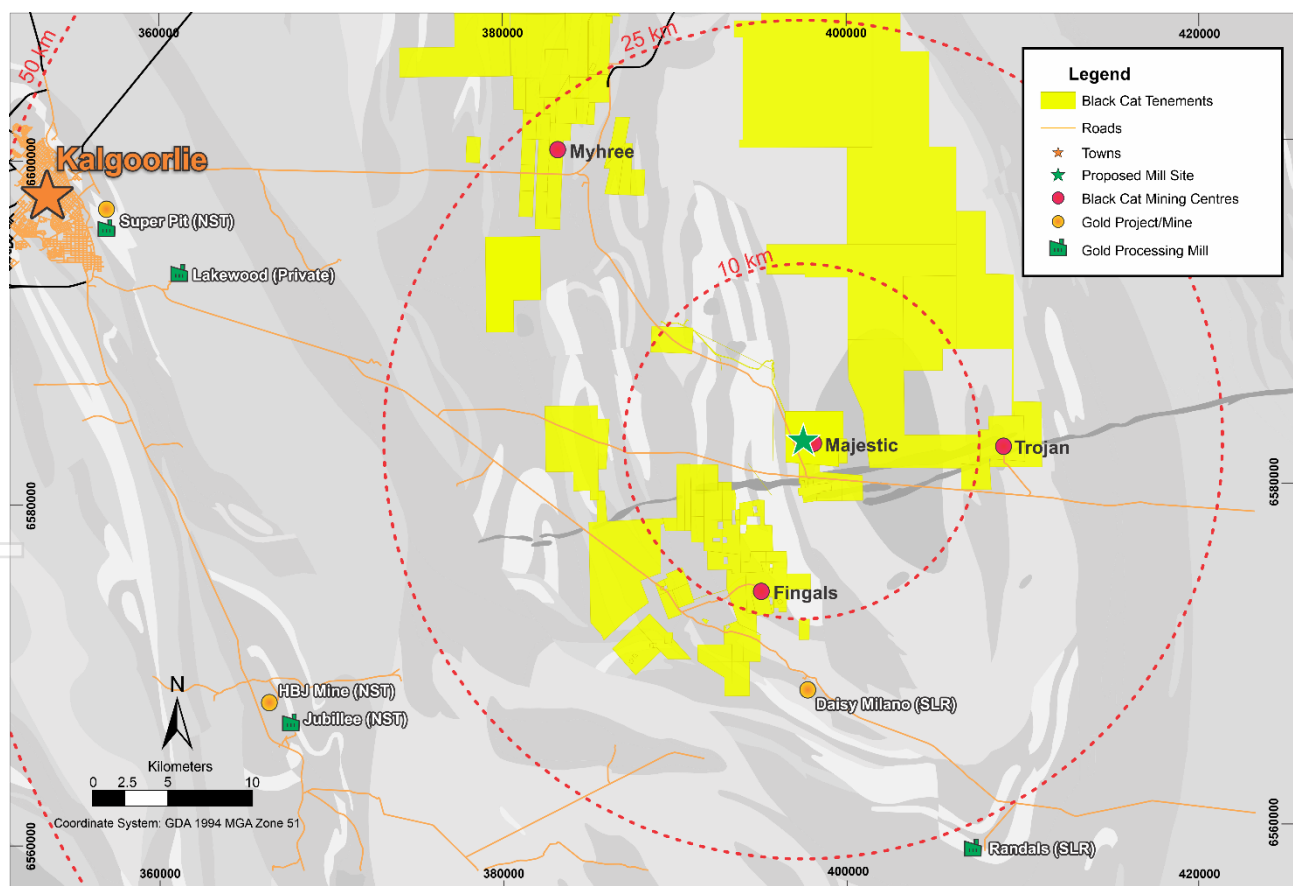 360000
380000
400000
420000
50 km
25 km
Legend
Black Cat Tenements
Roads
Towns
Proposed Mill Site
Black Cat Mining Centres
Gold Project/Mine
Gold Processing Mill
6600000
Kalgoorlie
Myhree
Super Pit (NST)
Lakewood (Private)
10 km
Majestic
Trojan
6580000
6580000
Fingals
HBJ Mine (NST)
Jubillee (NST)
Daisy Milano (SLR)
N
Kilometers
0 2.5 5 10
Coordinate System: GDA 1994 MGA Zone 51
6560000
6560000
Randals (SLR)
360000
380000
400000
420000